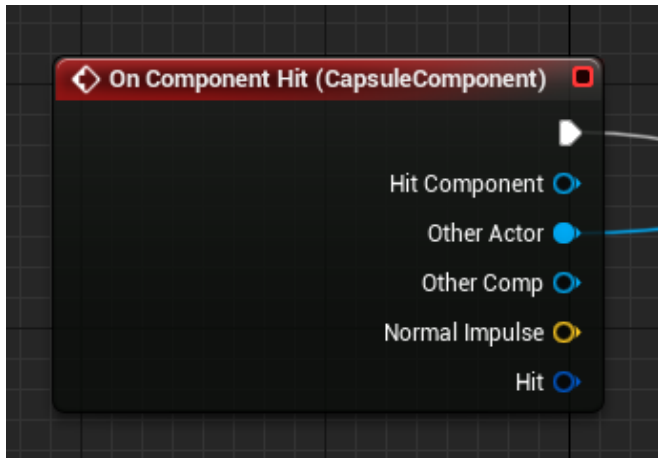 On Component Hit (CapsuleComponent)
Hit Component
Other Actor
Other Comp
Normal Impulse
Hit